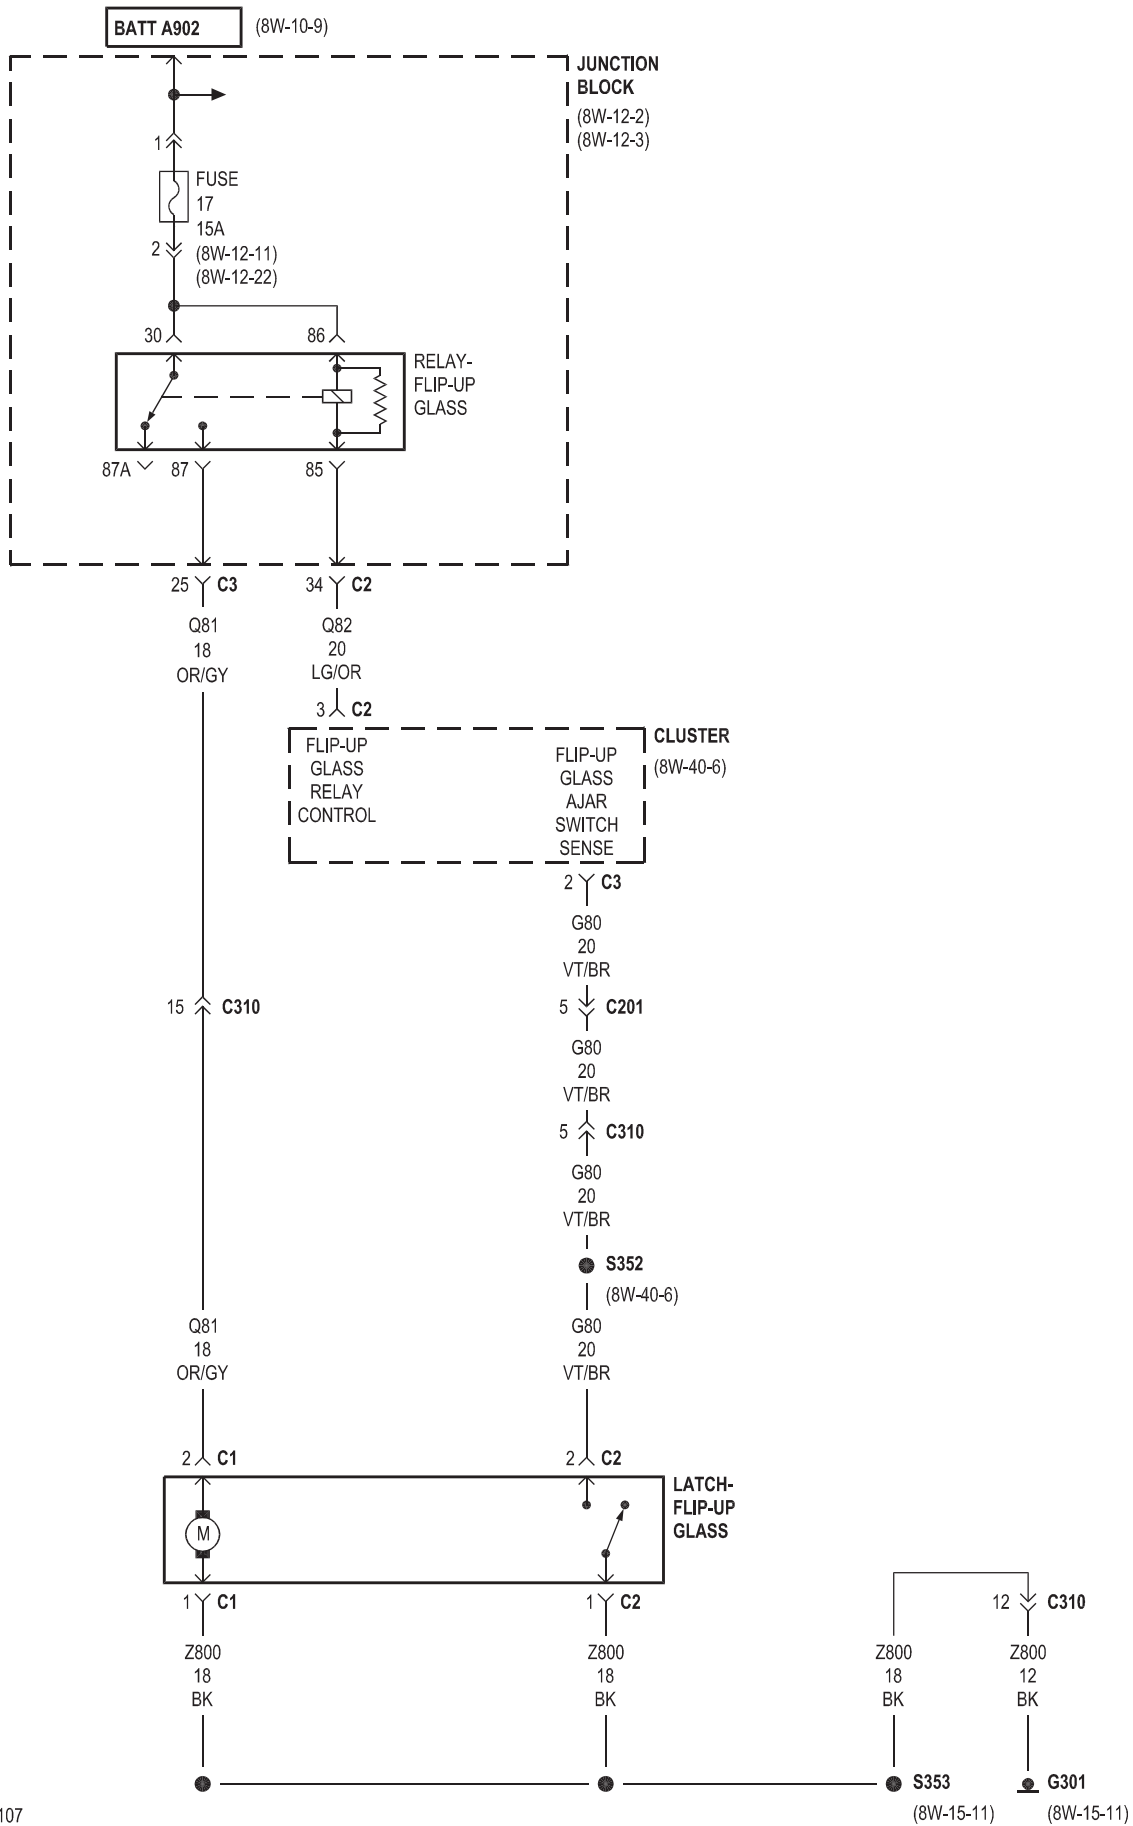 BATT A902 (8W-10-9)
JUNCTION
BLOCK
(8W-12-2)
(8W-12-3)
1
FUSE
17
15A
2 (8W-12-11)
(8W-12-22)
30 86
RELAY-
FLIP-UP
GLASS
87A 87 85
25 C3 34 C2
Q81 Q82
18 20
OR/GY LG/OR
3 C2
CLUSTER
(8W-40-6)
FLIP-UP
GLASS
RELAY
CONTROL
FLIP-UP
GLASS
AJAR
SWITCH
SENSE
2 C3
G80
20
VT/BR
15 C310 5 C201
G80
20
VT/BR
5 C310
G80
20
VT/BR
S352
(8W-40-6)
Q81 G80
18 20
OR/GY VT/BR
2 C1 2 C2
LATCH-
FLIP-UP
GLASS
M
1 C1 1 C2 12 C310
Z800 Z800 Z800 Z800
18 18 18 12
BK BK BK BK
S353 G301
(8W-15-11) (8W-15-11)
107